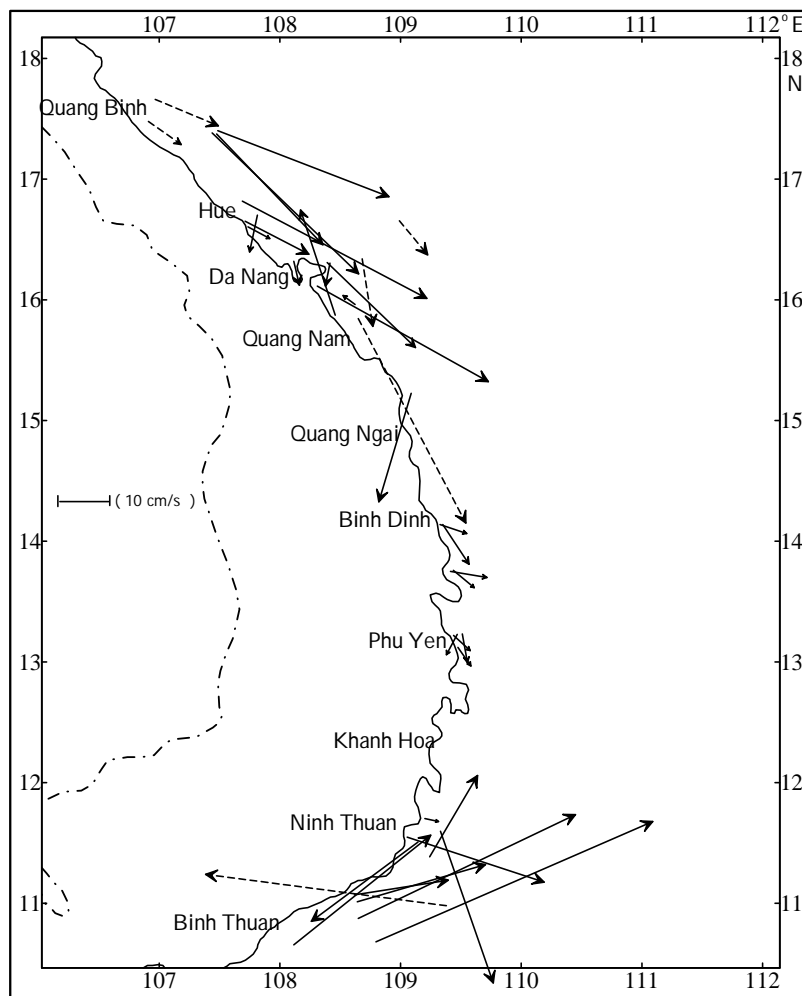 107 108 109 110 111 112 °E
18 18
N
Quang Binh
17 17
Hue
Da Nang
16 16
Quang Nam
15 15
Quang Ngai
( 10 cm/s )
14 14
Binh Dinh
Phu Yen
13 13
Khanh Hoa
12 12
Ninh Thuan
11 11
Binh Thuan
107 108 109 110 111 112